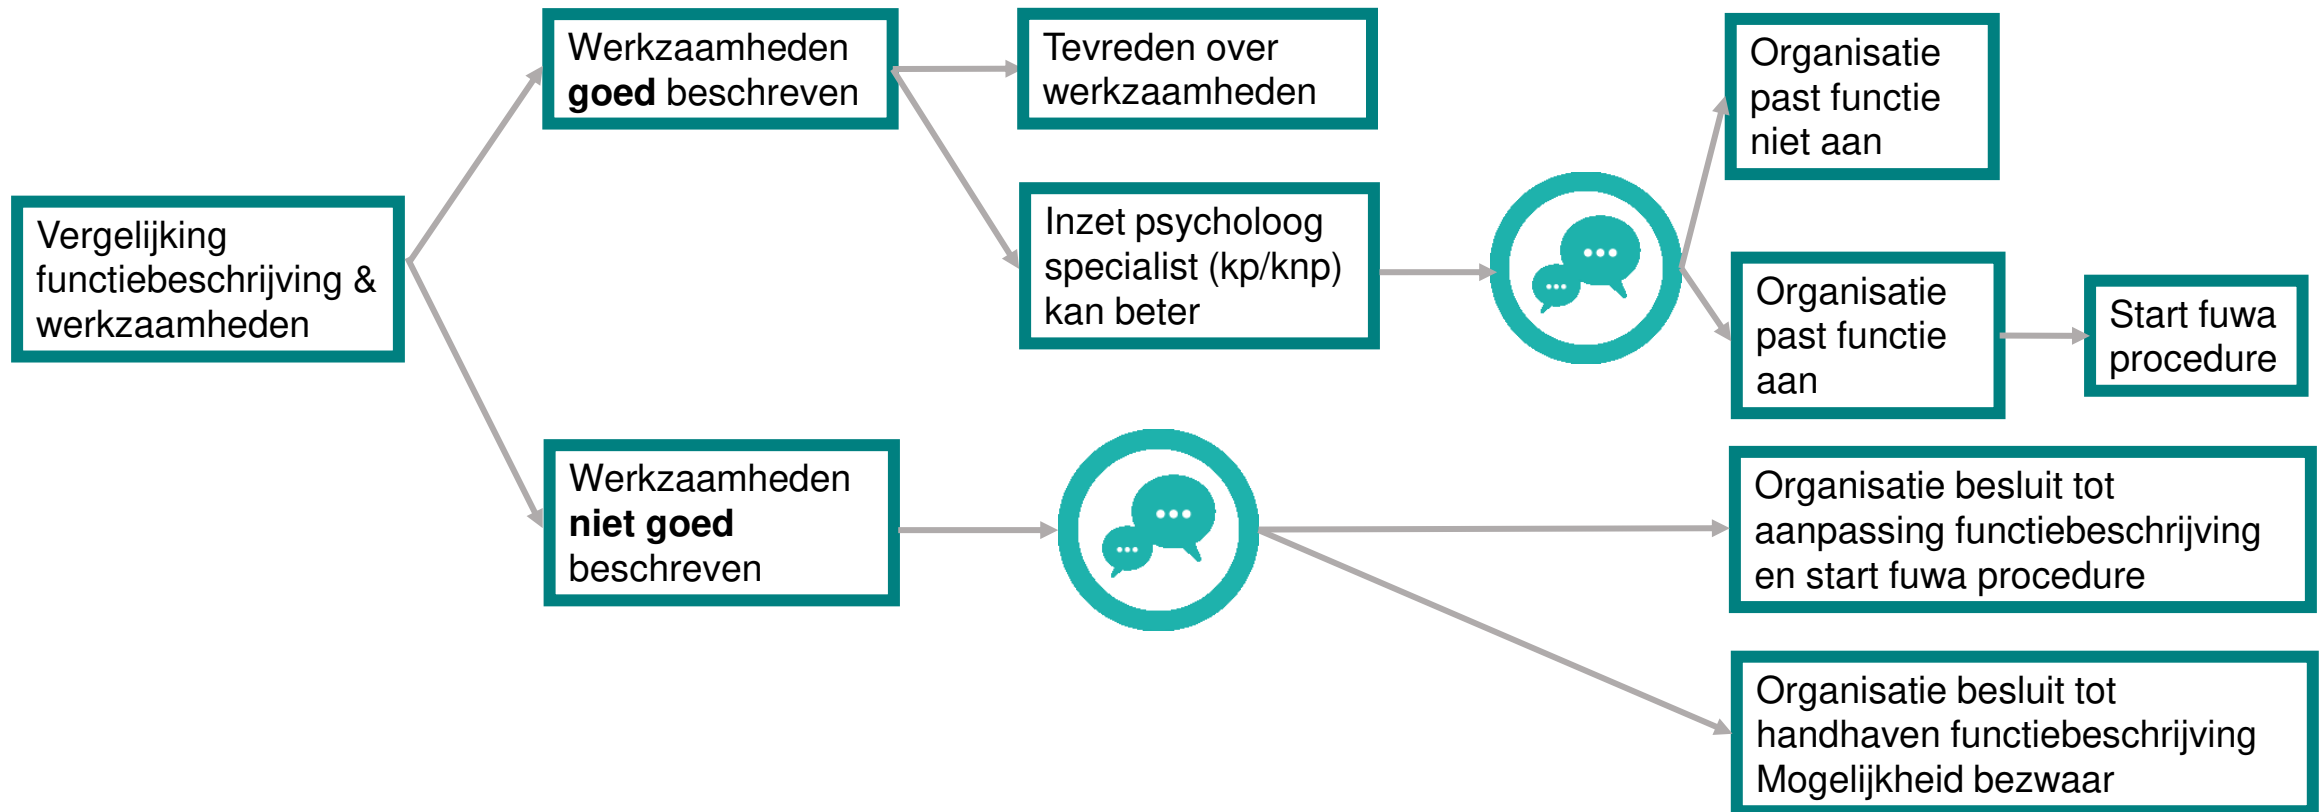 Vergelijking
functiebeschrijving &
werkzaamheden
Werkzaamheden
goed beschreven
Tevreden over
werkzaamheden
Inzet psycholoog
specialist (kp/knp)
kan beter
Organisatie
past functie
niet aan
Organisatie
past functie
aan
Start fuwa
procedure
Werkzaamheden
niet goed
beschreven
Organisatie besluit tot
aanpassing functiebeschrijving
en start fuwa procedure
Organisatie besluit tot
handhaven functiebeschrijving
Mogelijkheid bezwaar